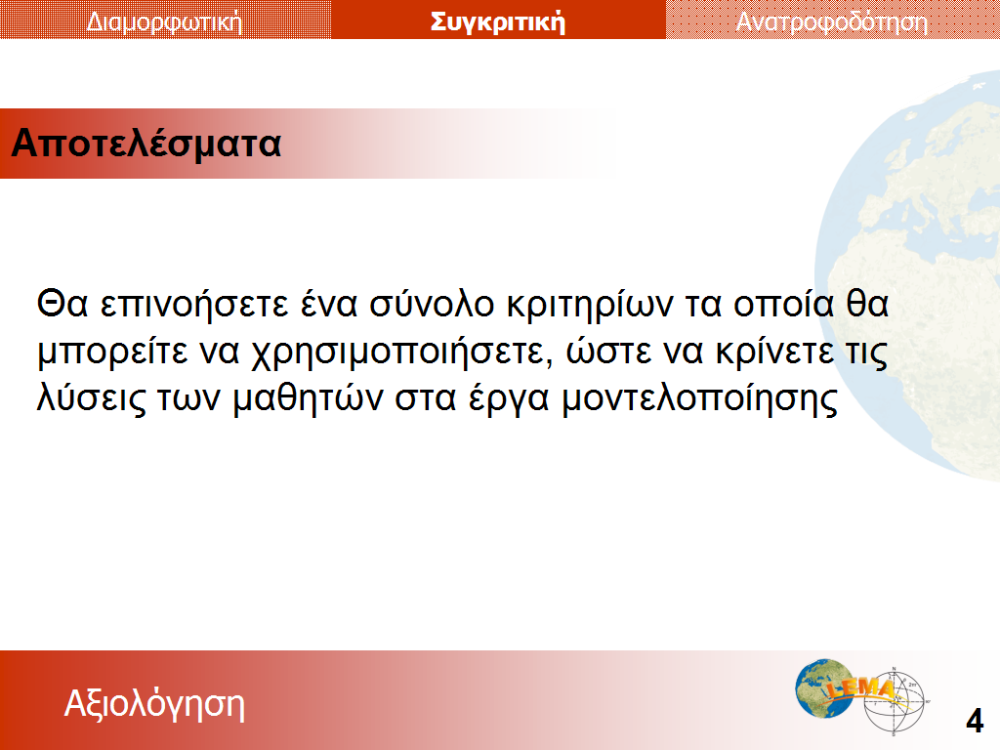 Διαμορφωτική
Συγκριτική
Ανατροφοδότηση
Αποτελέσματα
Θα επινοήσετε ένα σύνολο κριτηρίων τα οποία θα
μπορείτε να χρησιμοποιήσετε, ώστε να κρίνετε τις
λύσεις των μαθητών στα έργα μοντελοποίησης
Αξιολόγηση
LEMA
4